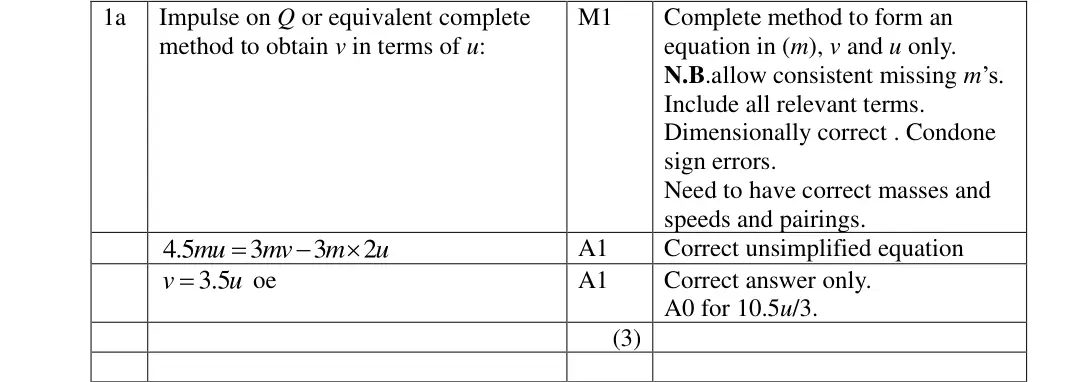 1a Impulse on Q or equivalent complete M1 Complete method to form an
method to obtain v in terms of u: equation in (m), v and u only.
N.B.allow consistent missing m’s.
Include all relevant terms.
Dimensionally correct . Condone
sign errors.
Need to have correct masses and
speeds and pairings.
4.5mu = 3mv − 3m × 2u A1 Correct unsimplified equation
v = 3.5u oe A1 Correct answer only.
A0 for 10.5u/3.
(3)